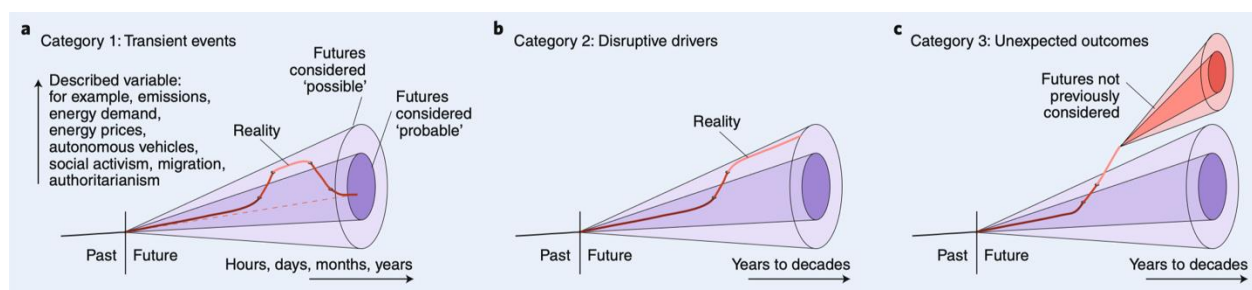 a
Category 1: Transient events
Described variable:
for example, emissions,
energy demand,
energy prices,
autonomous vehicles,
social activism, migration,
authoritarianism
Futures
considered
‘possible’
Futures
considered
‘probable’
Reality
Past
Future
Hours, days, months, years
b
Category 2: Disruptive drivers
Reality
Past
Future
Years to decades
c
Category 3: Unexpected outcomes
Futures not
previously
considered
Past
Future
Years to decades